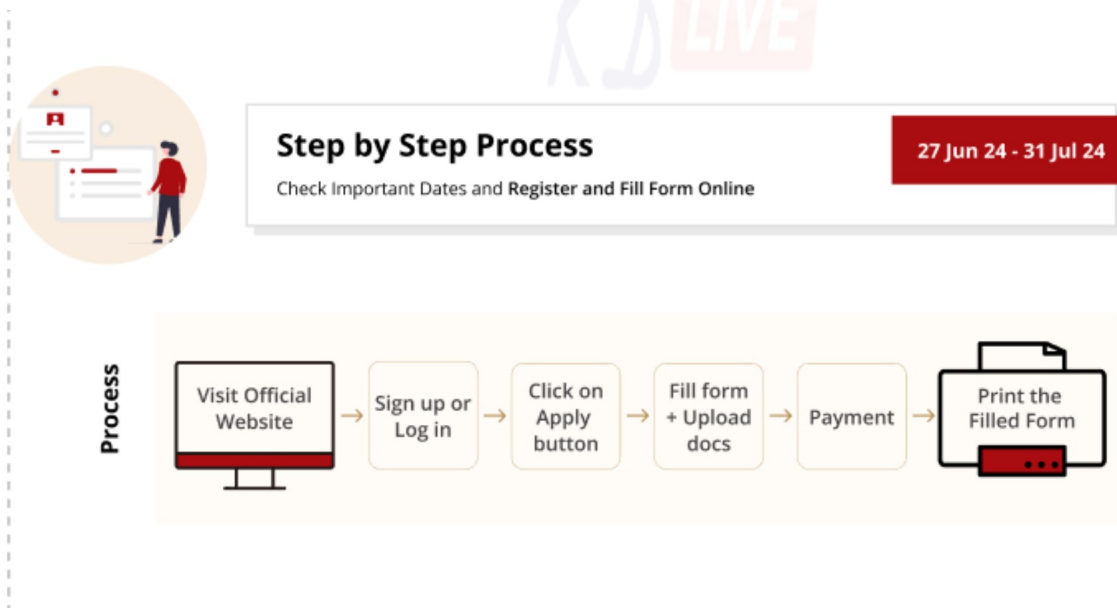 KD LIVE
Step by Step Process
27 Jun 24 - 31 Jul 24
Check Important Dates and Register and Fill Form Online
Process
Visit Official
Website
Sign up or
Log in
Click on
Apply
button
Fill form
+ Upload
docs
Payment
Print the
Filled Form